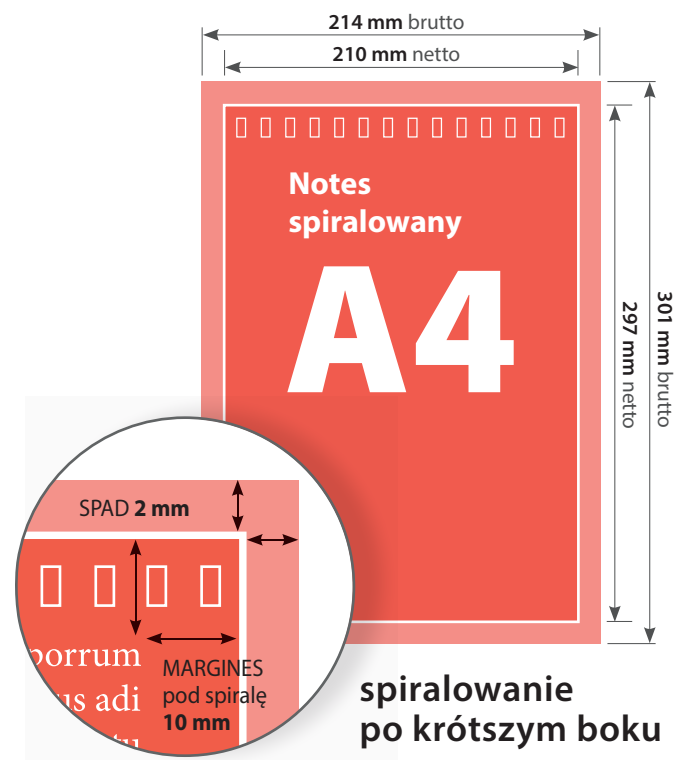 214 mm brutto
210 mm netto
Notes
spiralowany
A4
297 mm netto
301 mm brutto
SPAD 2 mm
porrum
us adi
MARGINES
pod spiralę
10 mm
spiralowanie
po krótszym boku